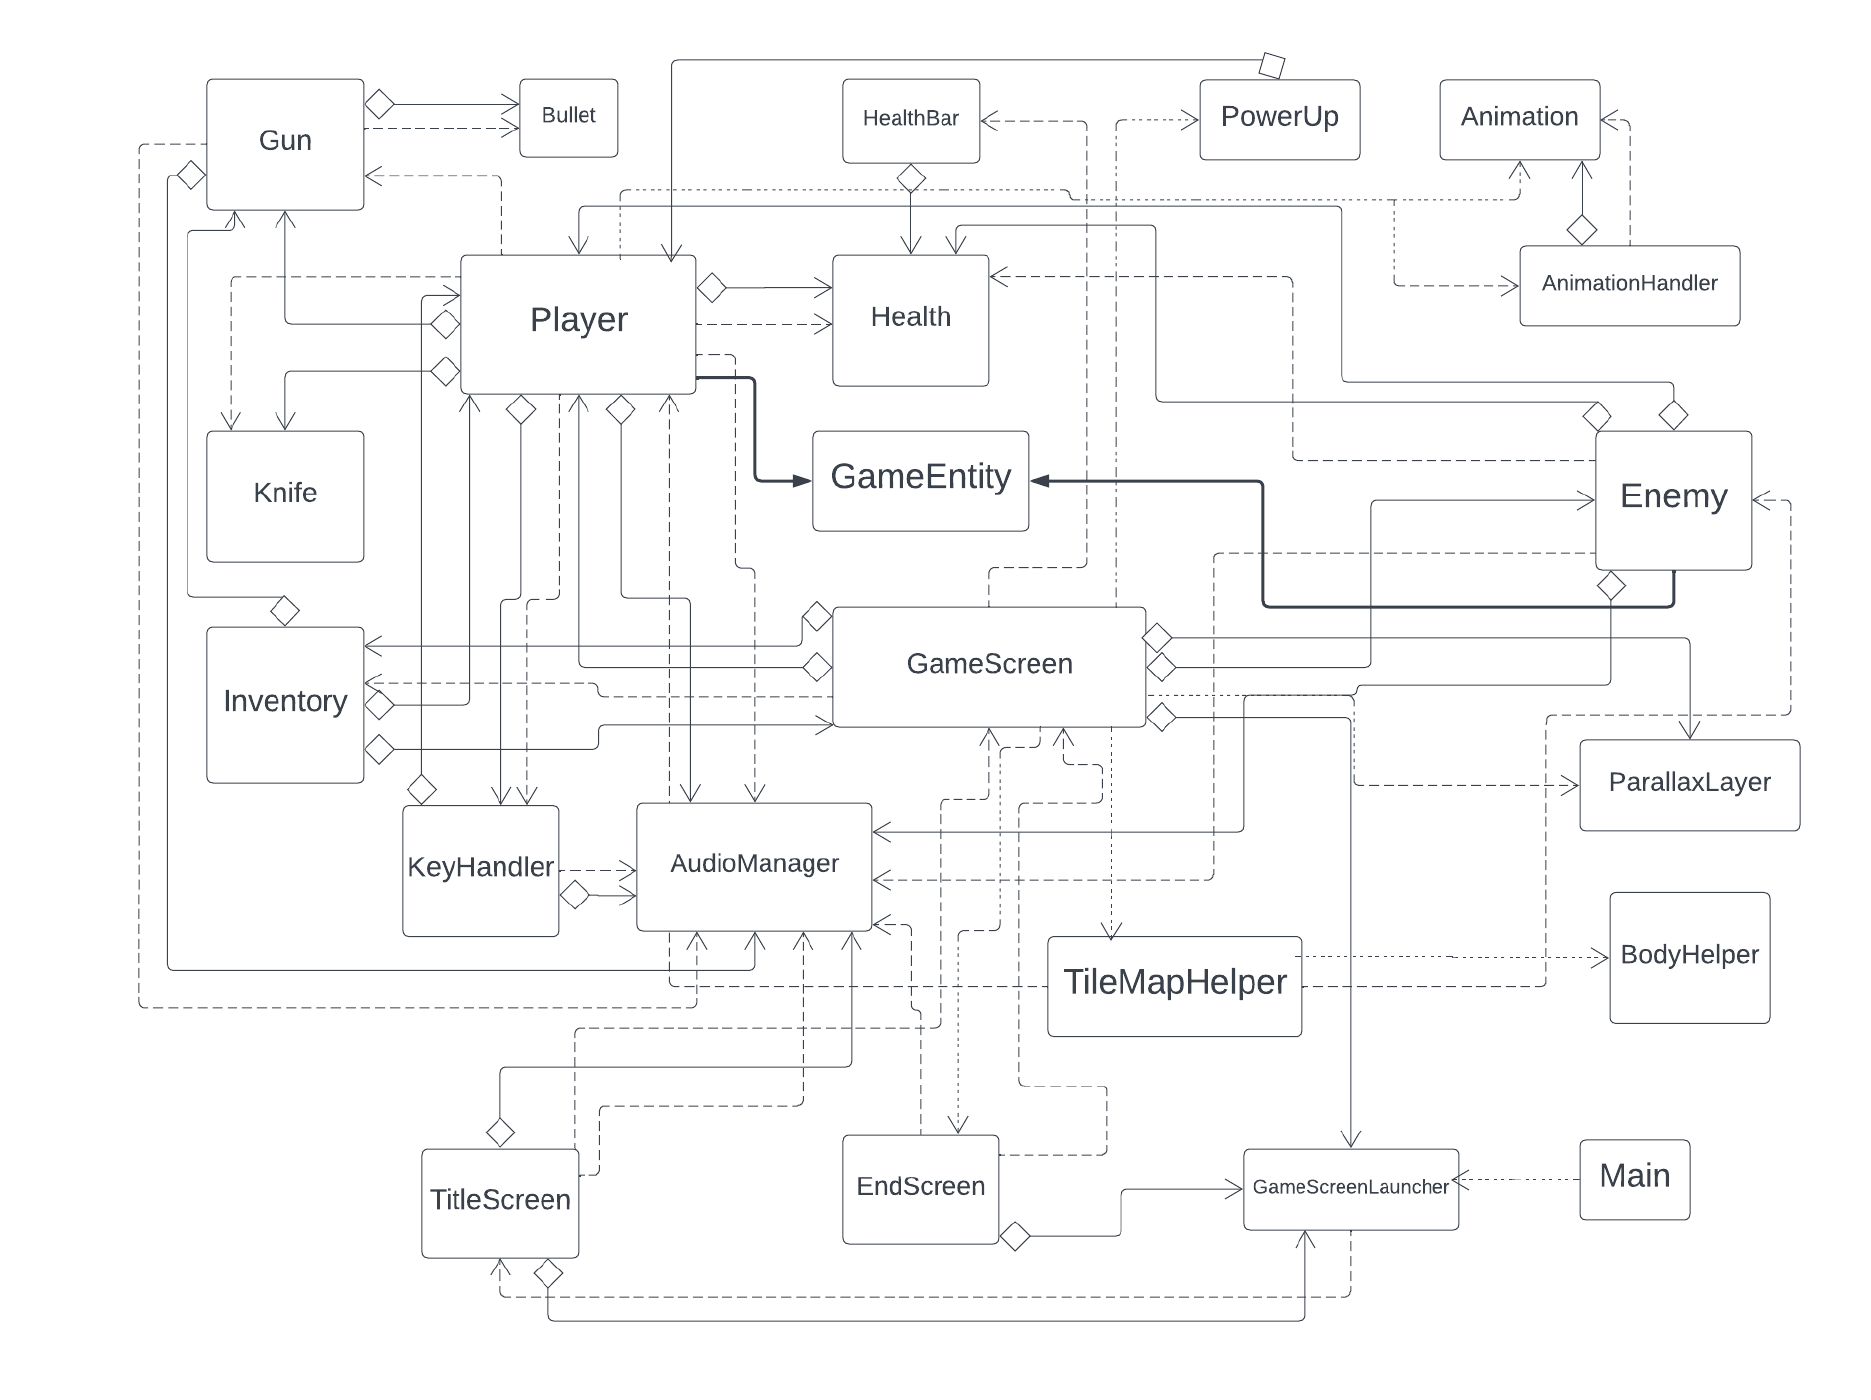 Gun
Bullet
HealthBar
PowerUp
Animation
Player
Health
AnimationHandler
Knife
GameEntity
Enemy
Inventory
GameScreen
ParallaxLayer
KeyHandler
AudioManager
TileMapHelper
BodyHelper
TitleScreen
EndScreen
GameScreenLauncher
Main